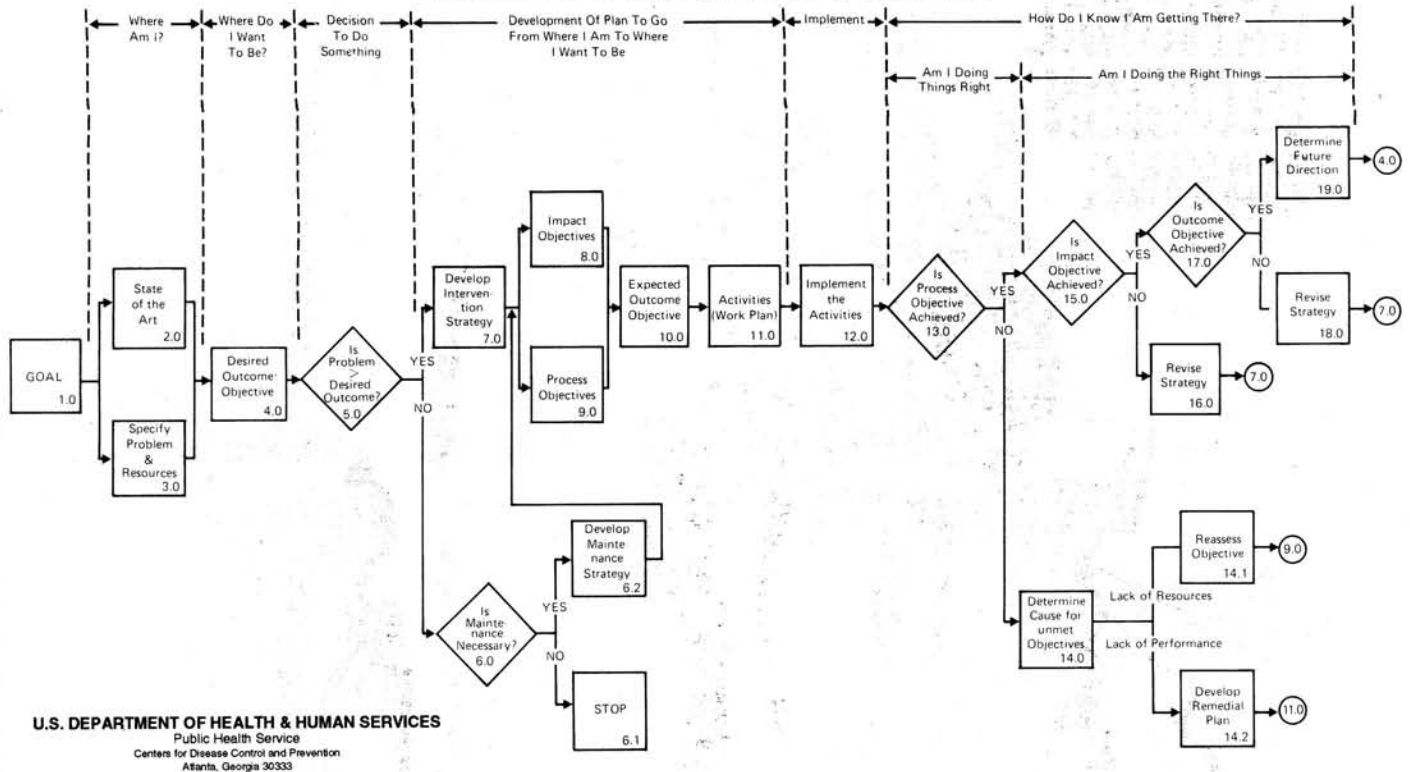 Where
Am I?
Where Do
I Want
To Be?
Decision
To Do
Something
Development Of Plan To Go
From Where I Am To Where
I Want To Be
Implement
How Do I Know I Am Getting There?
Am I Doing
Things Right
Am I Doing the Right Things
GOAL
1.0
State
of the
Art
2.0
Specify
Problem
&
Resources
3.0
Desired
Outcome
Objective
4.0
Is
Problem
>
Desired
Outcome?
5.0
YES
NO
Develop
Interven-
tion
Strategy
7.0
Impact
Objectives
8.0
Process
Objectives
9.0
Expected
Outcome
Objective
10.0
Activities
(Work Plan)
11.0
Implement
the
Activities
12.0
Is
Process
Objective
Achieved?
13.0
YES
NO
Is
Impact
Objective
Achieved?
15.0
YES
NO
Is
Outcome
Objective
Achieved?
17.0
YES
NO
Determine
Future
Direction
19.0
4.0
Revise
Strategy
18.0
7.0
Revise
Strategy
16.0
7.0
Is
Mainte-
nance
Necessary?
6.0
YES
NO
Develop
Mainte
nance
Strategy
6.2
STOP
6.1
Determine
Cause for
unmet
Objectives
14.0
Lack of Resources
Lack of Performance
Reassess
Objective
14.1
9.0
Develop
Remedial
Plan
14.2
11.0
U.S. DEPARTMENT OF HEALTH & HUMAN SERVICES
Public Health Service
Centers for Disease Control and Prevention
Atlanta, Georgia 30333